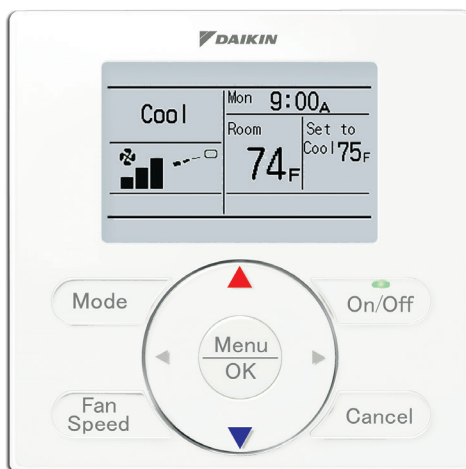 DAIKIN
Cool
Mon 9:00A
Room
74F
Set to
Cool 75F
Mode
On/Off
Menu
OK
Fan
Speed
Cancel